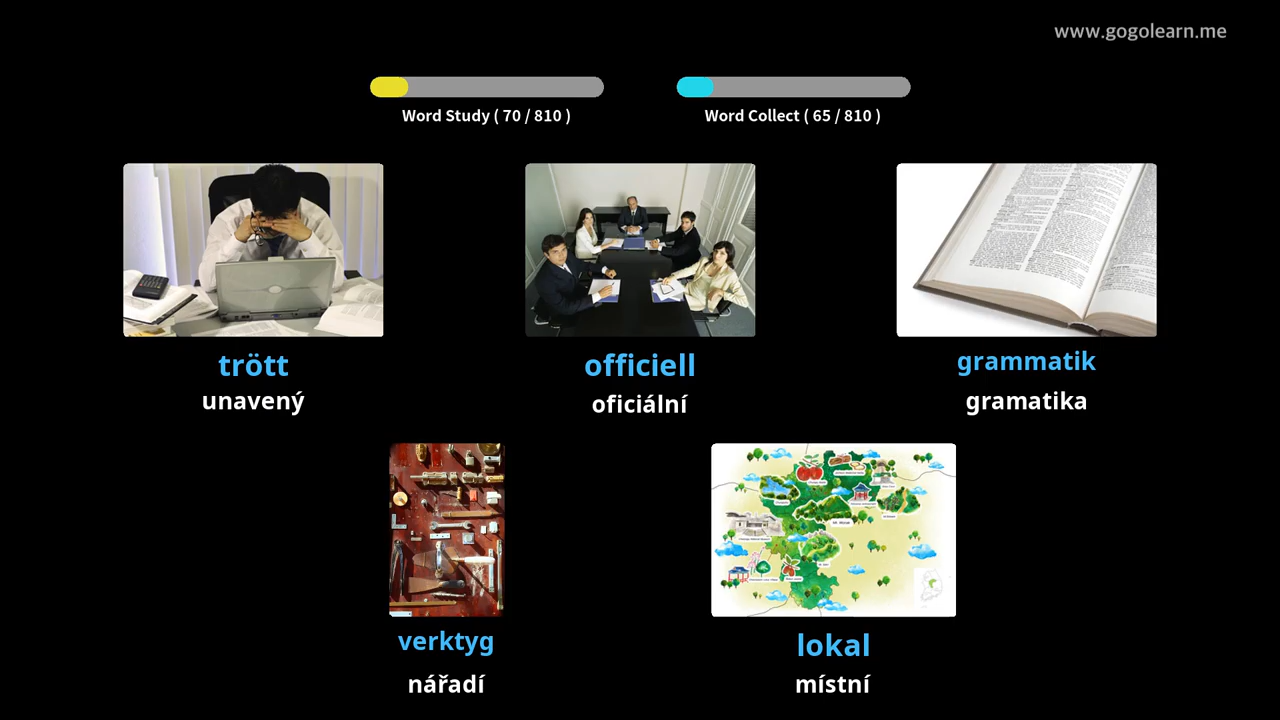 www.gogolearn.me
Word Study ( 70 / 810 )
Word Collect ( 65 / 810 )
trött
officiell
grammatik
unavený
oficiální
gramatika
verktyg
lokal
nářadí
místní